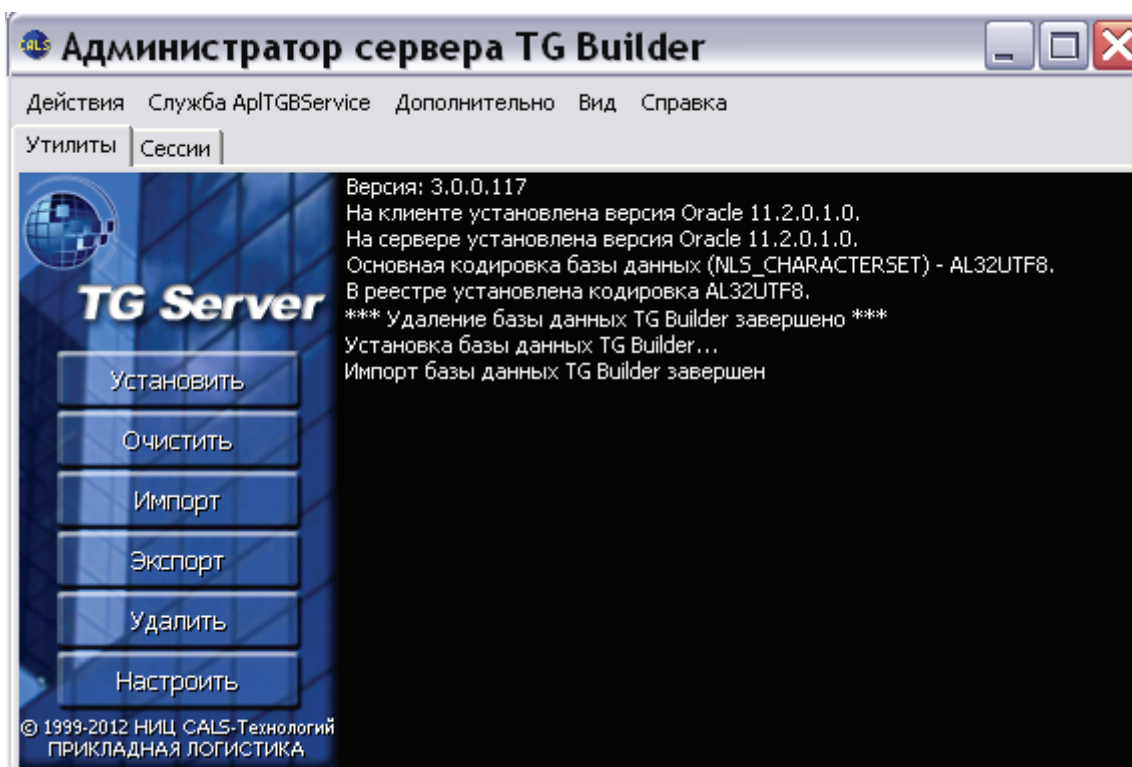 CALS Администратор сервера TG Builder
Действия Служба AplTGBService Дополнительно Вид Справка
Утилиты Сессии
Версия: 3.0.0.117
На клиенте установлена версия Oracle 11.2.0.1.0.
На сервере установлена версия Oracle 11.2.0.1.0.
Основная кодировка базы данных (NLS_CHARACTERSET) - AL32UTF8.
В реестре установлена кодировка AL32UTF8.
*** Удаление базы данных TG Builder завершено ***
Установка базы данных TG Builder...
Импорт базы данных TG Builder завершен
TG Server
Установить
Очистить
Импорт
Экспорт
Удалить
Настроить
© 1999-2012 НИЦ CALS-Технологий
ПРИКЛАДНАЯ ЛОГИСТИКА